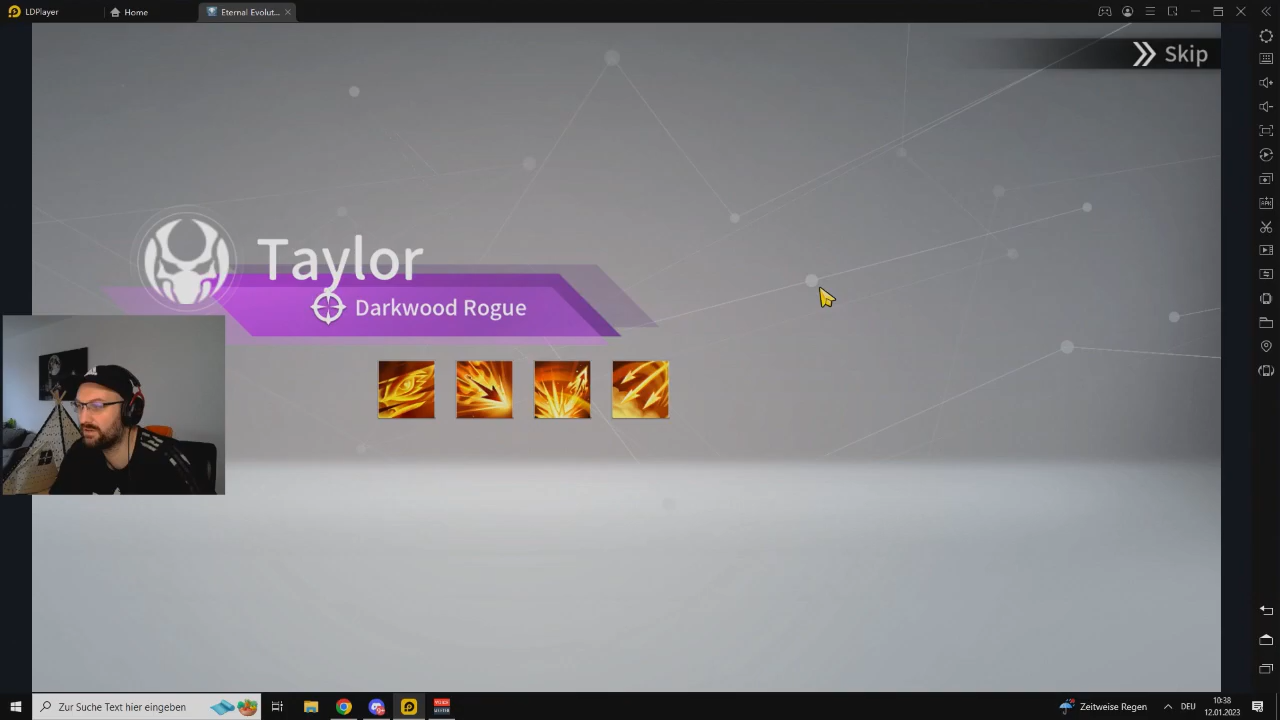 LDPlayer
Home
Eternal Evolut...
Skip
Taylor
Darkwood Rogue
Zur Suche Text hier eingeben
Zeitweise Regen
DEU
10:38
12.01.2023